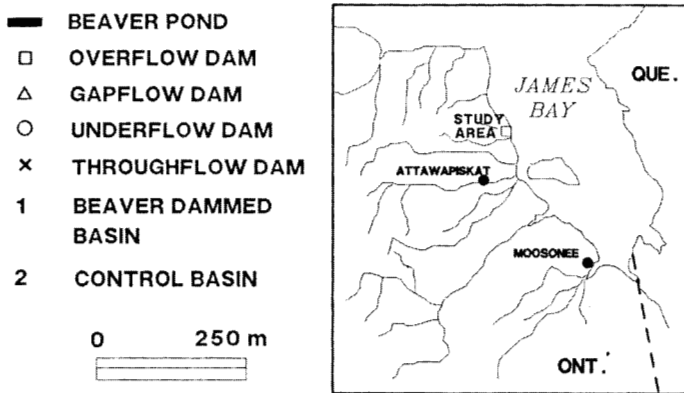 BEAVER POND
OVERFLOW DAM
GAPFLOW DAM
UNDERFLOW DAM
THROUGHFLOW DAM
1 BEAVER DAMMED
BASIN
2 CONTROL BASIN
0 250 m
JAMES
BAY
QUE.
STUDY
AREA
ATTAWAPISKAT
MOOSONEE
ONT.